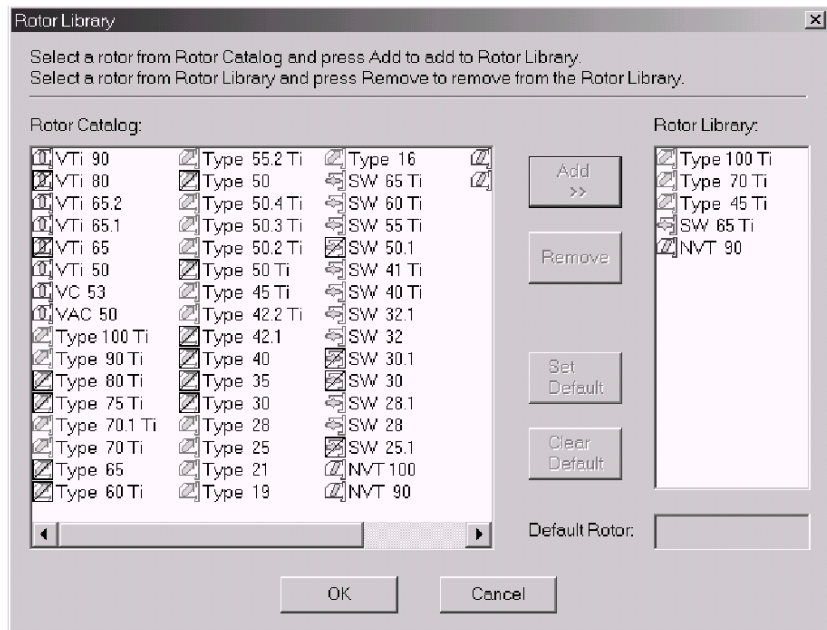 Rotor Library
Select a rotor from Rotor Catalog and press Add to add to Rotor Library.
Select a rotor from Rotor Library and press Remove to remove from the Rotor Library.
Rotor Catalog:
VTi 90
VTi 80
VTi 65.2
VTi 65.1
VTi 65
VTi 50
VC 53
VAC 50
Type 100 Ti
Type 90 Ti
Type 80 Ti
Type 75 Ti
Type 70.1 Ti
Type 70 Ti
Type 65
Type 60 Ti
Type 55.2 Ti
Type 50
Type 50.4 Ti
Type 50.3 Ti
Type 50.2 Ti
Type 50 Ti
Type 45 Ti
Type 42.2 Ti
Type 42.1
Type 40
Type 35
Type 30
Type 28
Type 25
Type 21
Type 19
Type 16
SW 65 Ti
SW 60 Ti
SW 55 Ti
SW 50.1
SW 41 Ti
SW 40 Ti
SW 32.1
SW 32
SW 30.1
SW 30
SW 28.1
SW 28
SW 25.1
NVT 100
NVT 90
Add
>>
Remove
Set
Default
Clear
Default
Rotor Library:
Type 100 Ti
Type 70 Ti
Type 45 Ti
SW 65 Ti
NVT 90
Default Rotor:
OK
Cancel